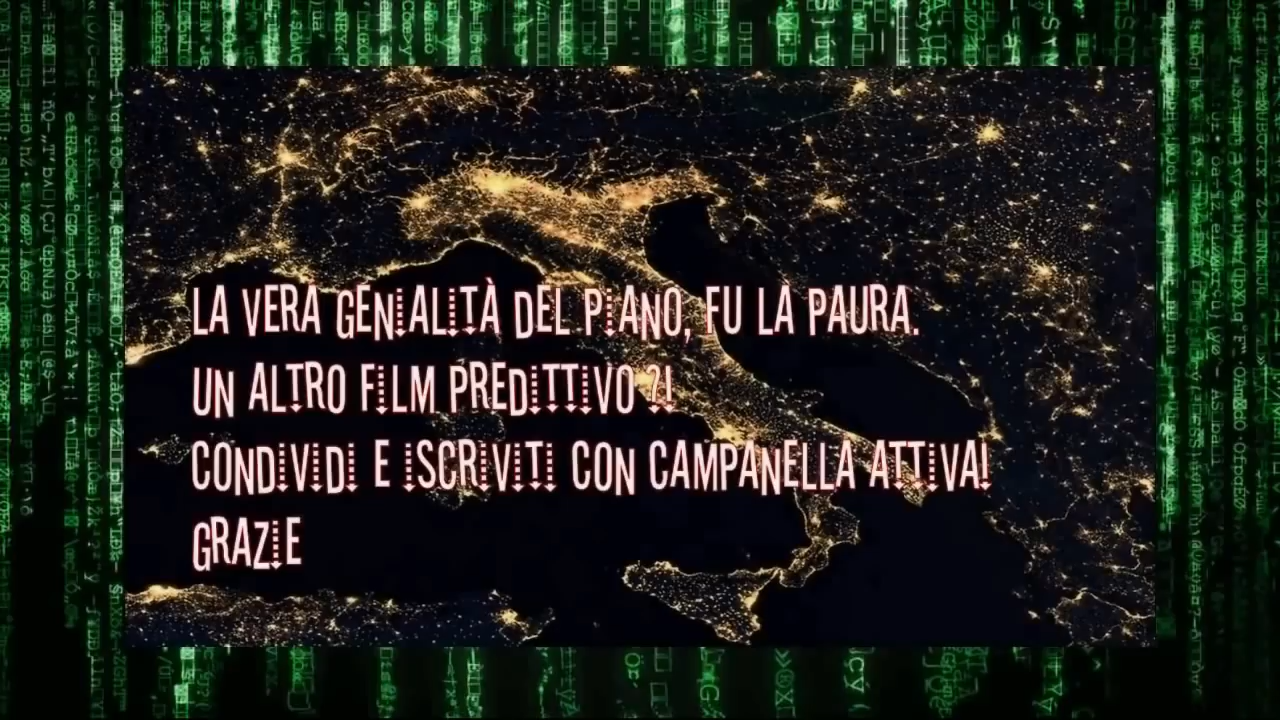 LA VERA GENIALITÀ DEL PIANO, FU LA PAURA.
UN ALTRO FILM PREDITTIVO ?!
CONDIVIDI E ISCRIVITI CON CAMPANELLA ATTIVA!
GRAZIE